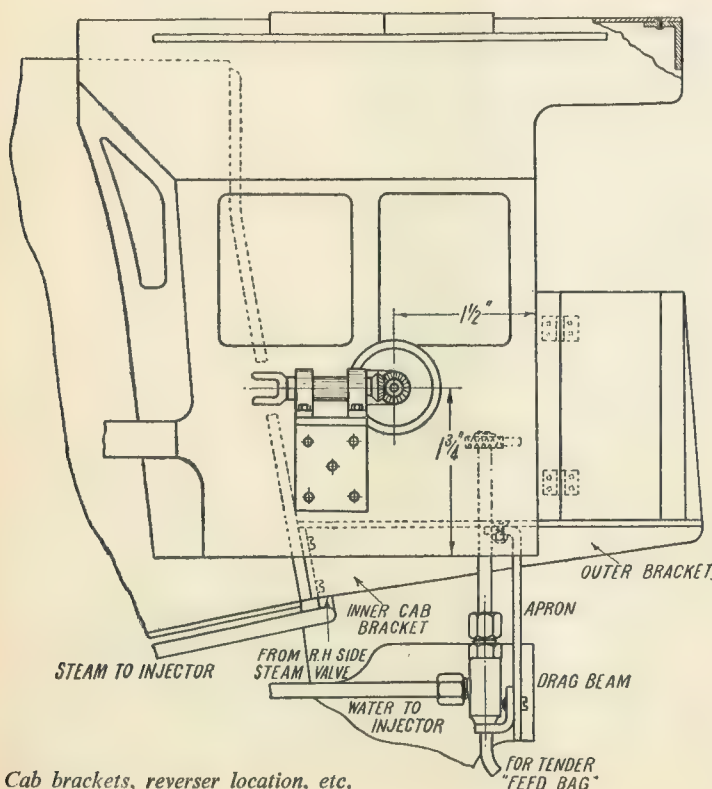 1½"
1¾"
OUTER BRACKET
INNER CAB
BRACKET
APRON
STEAM TO INJECTOR
FROM R.H SIDE
STEAM VALVE
DRAG BEAM
WATER TO
INJECTOR
FOR TENDER
"FEED BAG"
Cab brackets, reverser location, etc.